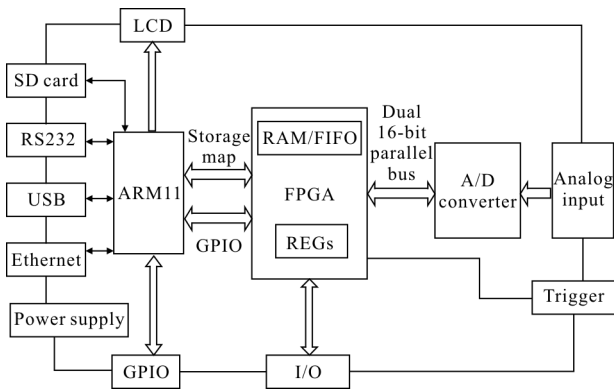 LCD
SD card
RS232
USB
Ethernet
Power supply
ARM11
Storage
map
GPIO
RAM/FIFO
FPGA
REGs
Dual
16-bit
parallel
bus
A/D
converter
Analog
input
Trigger
GPIO
I/O